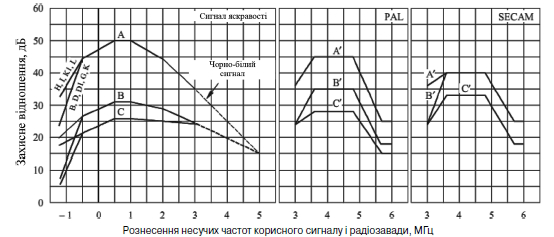 Захисне відношення, дБ
60
50
40
30
20
10
0
Сигнал яскравості
Чорно-білий
сигнал
A
B
C
H, I, K1, L
B, D, D1, G, K
–1 0 1 2 3 4 5
PAL
A′
B′
C′
3 4 5 6
SECAM
A′
B′
C′
3 4 5 6
Рознесення несучих частот корисного сигналу і радіозавади, МГц